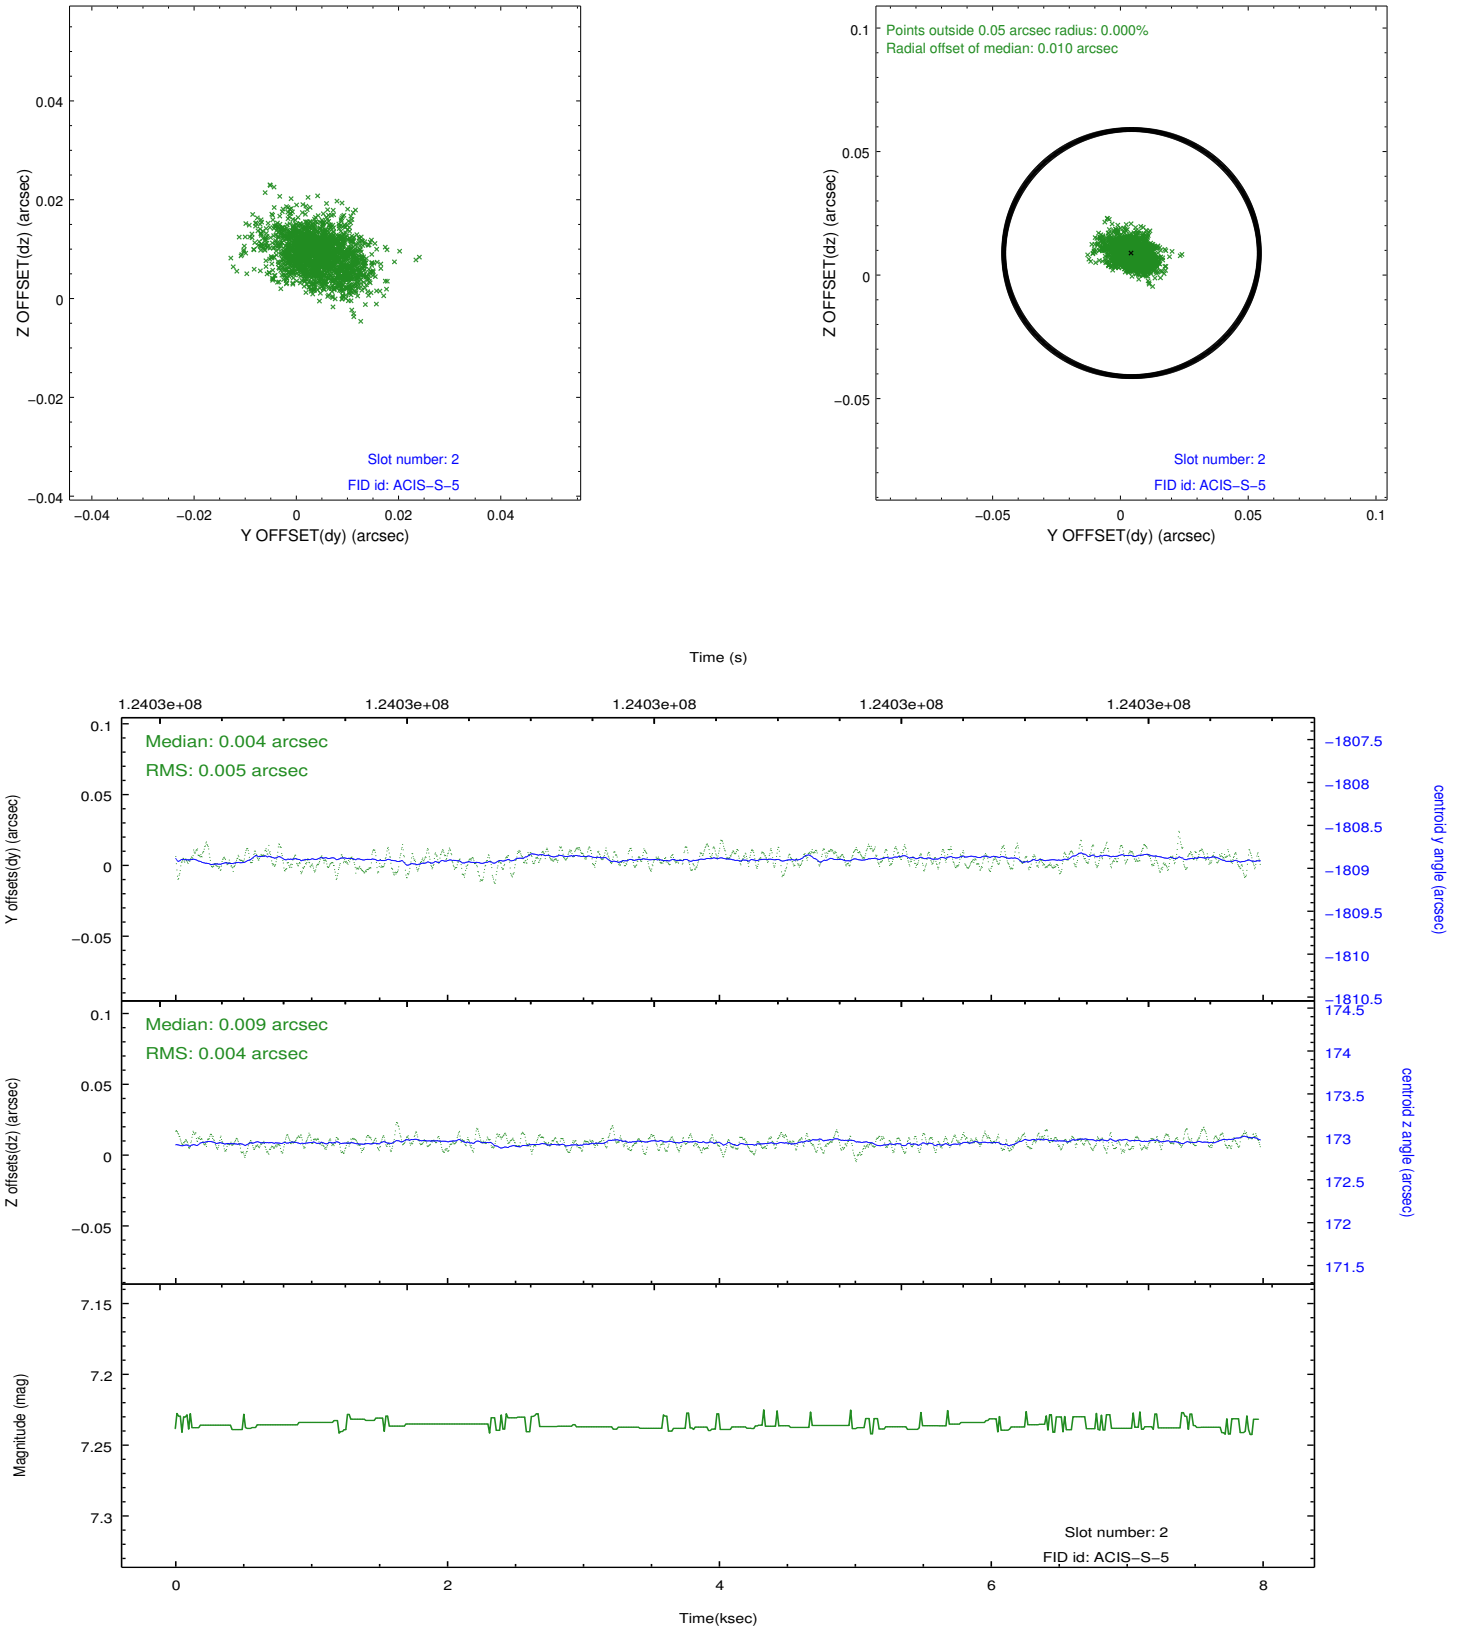 0.04
0.02
0
−0.02
−0.04
Z OFFSET(dz) (arcsec)
Slot number: 2
FID id: ACIS−S−5
−0.04
−0.02
0
0.02
0.04
Y OFFSET(dy) (arcsec)
Points outside 0.05 arcsec radius: 0.000%
Radial offset of median: 0.010 arcsec
0.1
0.05
0
−0.05
Z OFFSET(dz) (arcsec)
Slot number: 2
FID id: ACIS−S−5
−0.05
0
0.05
0.1
Y OFFSET(dy) (arcsec)
Time (s)
1.2403e+08
1.2403e+08
1.2403e+08
1.2403e+08
1.2403e+08
Median: 0.004 arcsec
RMS: 0.005 arcsec
0.1
0.05
0
−0.05
Y offsets(dy) (arcsec)
−1807.5
−1808
−1808.5
−1809
−1809.5
−1810
−1810.5
centroid y angle (arcsec)
Median: 0.009 arcsec
RMS: 0.004 arcsec
0.1
0.05
0
−0.05
Z offsets(dz) (arcsec)
174.5
174
173.5
173
172.5
172
171.5
centroid z angle (arcsec)
7.15
7.2
7.25
7.3
Magnitude (mag)
Slot number: 2
FID id: ACIS−S−5
0
2
4
6
8
Time(ksec)